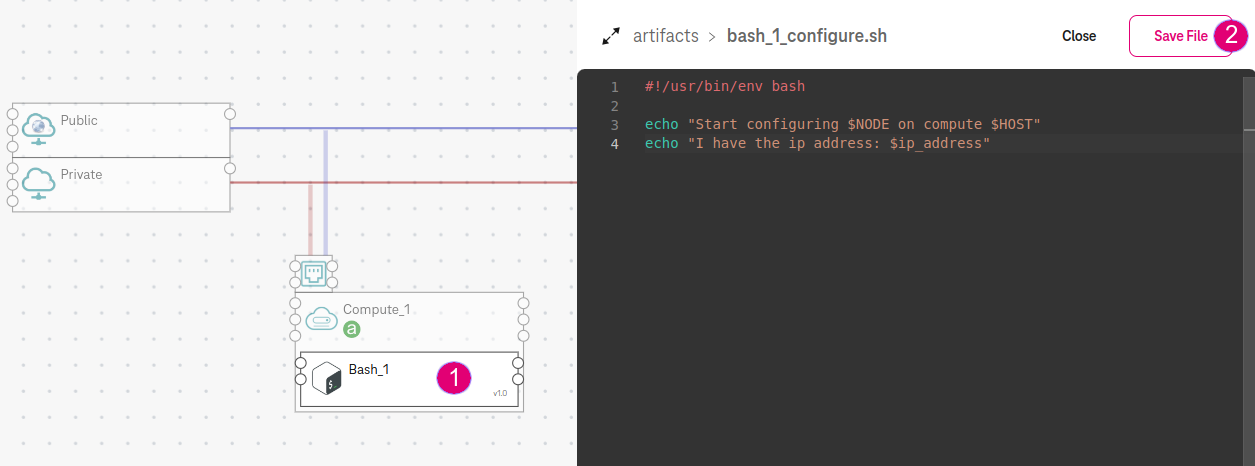 artifacts > bash_1_configure.sh
Close
Save File
2
Public
Private
Compute_1
a
Bash_1
1
$
v1.0
1 #!/usr/bin/env bash
2
3 echo "Start configuring $NODE on compute $HOST"
4 echo "I have the ip address: $ip_address"